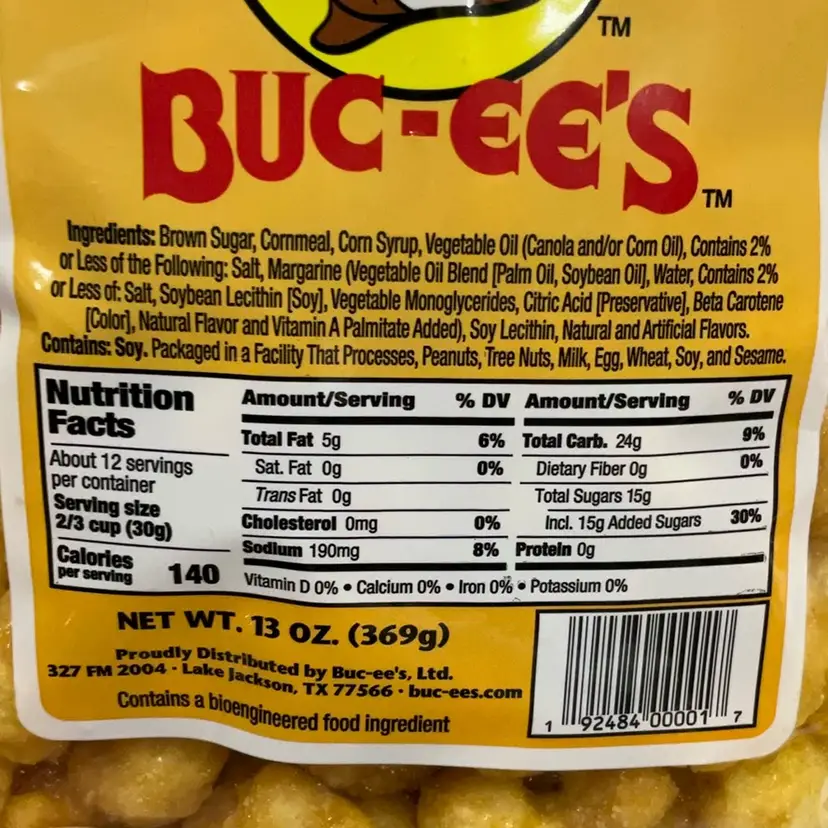 TM
BUC-EE'S
TM
Ingredients: Brown Sugar, Cornmeal, Corn Syrup, Vegetable Oil (Canola and/or Corn Oil), Contains 2%
or Less of the Following: Salt, Margarine (Vegetable Oil Blend [Palm Oil, Soybean Oil], Water, Contains 2%
or Less of: Salt, Soybean Lecithin [Soy], Vegetable Monoglycerides, Citric Acid [Preservative], Beta Carotene
[Color], Natural Flavor and Vitamin A Palmitate Added), Soy Lecithin, Natural and Artificial Flavors.
Contains: Soy. Packaged in a Facility That Processes, Peanuts, Tree Nuts, Milk, Egg, Wheat, Soy, and Sesame.
Nutrition
Facts
About 12 servings
per container
Serving size
2/3 cup (30g)
Calories
per serving 140
Amount/Serving % DV
Total Fat 5g 6%
Sat. Fat 0g 0%
Trans Fat 0g
Cholesterol 0mg 0%
Sodium 190mg 8%
Amount/Serving % DV
Total Carb. 24g 9%
Dietary Fiber 0g 0%
Total Sugars 15g
Incl. 15g Added Sugars 30%
Protein 0g
Vitamin D 0% • Calcium 0% • Iron 0% • Potassium 0%
NET WT. 13 OZ. (369g)
Proudly Distributed by Buc-ee's, Ltd.
327 FM 2004 · Lake Jackson, TX 77566 · buc-ees.com
Contains a bioengineered food ingredient
1 92484 00001 7